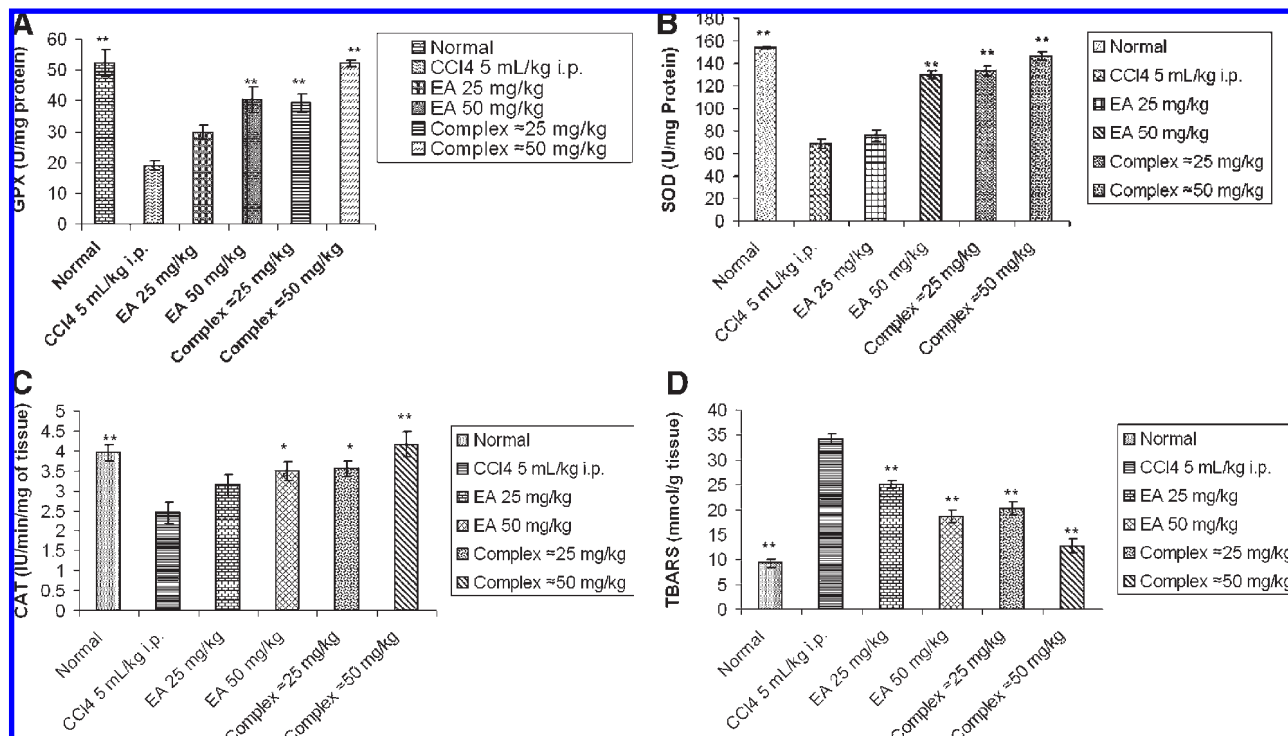 A
GPX (U/mg protein)
60
50
40
30
20
10
0
**
**
**
**
Normal
CCl4 5 mL/kg i.p.
EA 25 mg/kg
EA 50 mg/kg
Complex ≈25 mg/kg
Complex ≈50 mg/kg
Normal
CCl4 5 mL/kg i.p.
EA 25 mg/kg
EA 50 mg/kg
Complex ≈25 mg/kg
Complex ≈50 mg/kg
B
SOD (U/mg Protein)
180
160
140
120
100
80
60
40
20
0
**
**
**
**
Normal
CCl4 5 mL/kg i.p.
EA 25 mg/kg
EA 50 mg/kg
Complex ≈25 mg/kg
Complex ≈50 mg/kg
Normal
CCl4 5 mL/kg i.p.
EA 25 mg/kg
EA 50 mg/kg
Complex ≈25 mg/kg
Complex ≈50 mg/kg
C
CAT (IU/min/mg of tissue)
5
4.5
4
3.5
3
2.5
2
1.5
1
0.5
0
**
*
*
**
Normal
CCl4 5 mL/kg i.p.
EA 25 mg/kg
EA 50 mg/kg
Complex ≈25 mg/kg
Complex ≈50 mg/kg
Normal
CCl4 5 mL/kg i.p.
EA 25 mg/kg
EA 50 mg/kg
Complex ≈25 mg/kg
Complex ≈50 mg/kg
D
TBARS (mmol/g tissue)
40
35
30
25
20
15
10
5
0
**
**
**
**
**
Normal
CCl4 5 mL/kg i.p.
EA 25 mg/kg
EA 50 mg/kg
Complex ≈25 mg/kg
Complex ≈50 mg/kg
Normal
CCl4 5 mL/kg i.p.
EA 25 mg/kg
EA 50 mg/kg
Complex ≈25 mg/kg
Complex ≈50 mg/kg